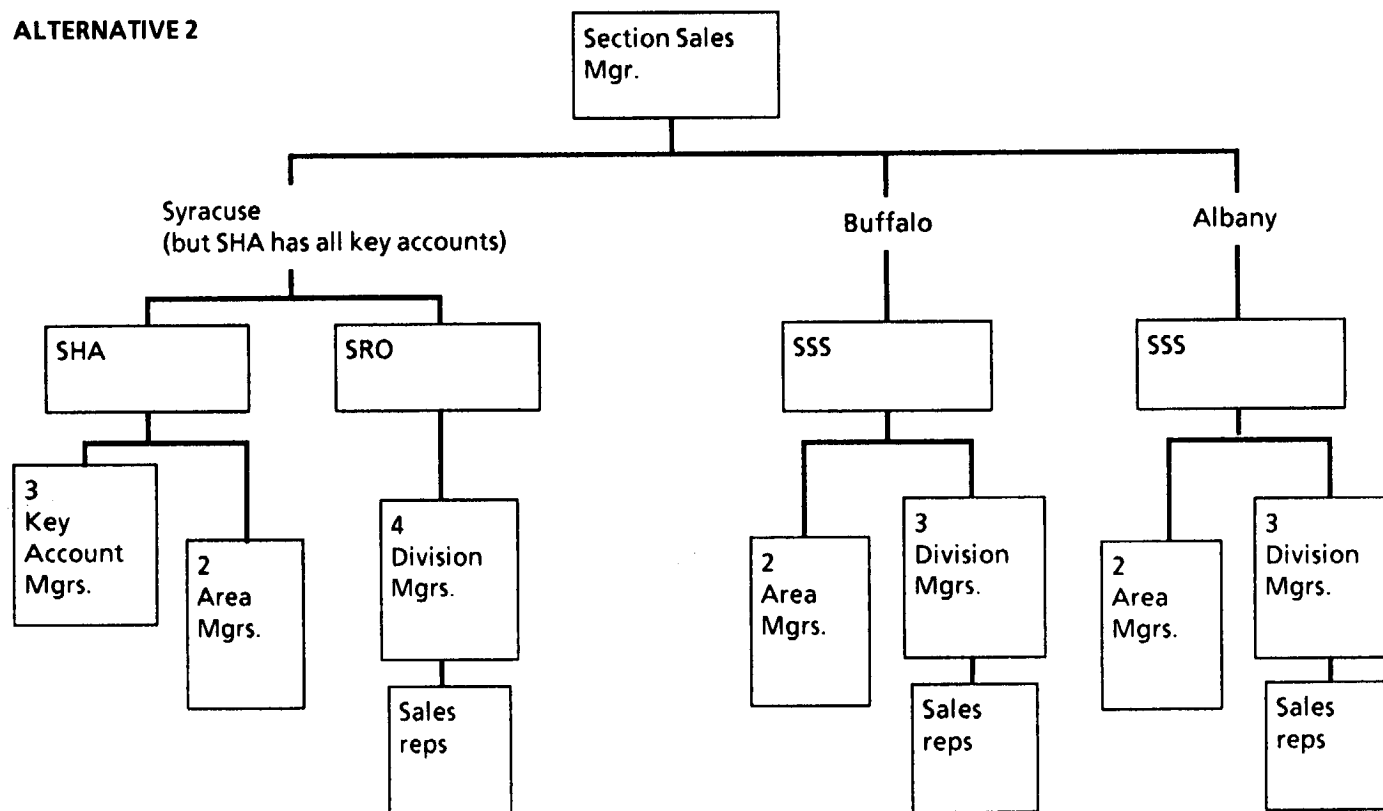 ALTERNATIVE 2
Section Sales
Mgr.
Syracuse
(but SHA has all key accounts)
Buffalo
Albany
SHA
SRO
SSS
SSS
3
Key
Account
Mgrs.
2
Area
Mgrs.
4
Division
Mgrs.
Sales
reps
2
Area
Mgrs.
3
Division
Mgrs.
Sales
reps
2
Area
Mgrs.
3
Division
Mgrs.
Sales
reps